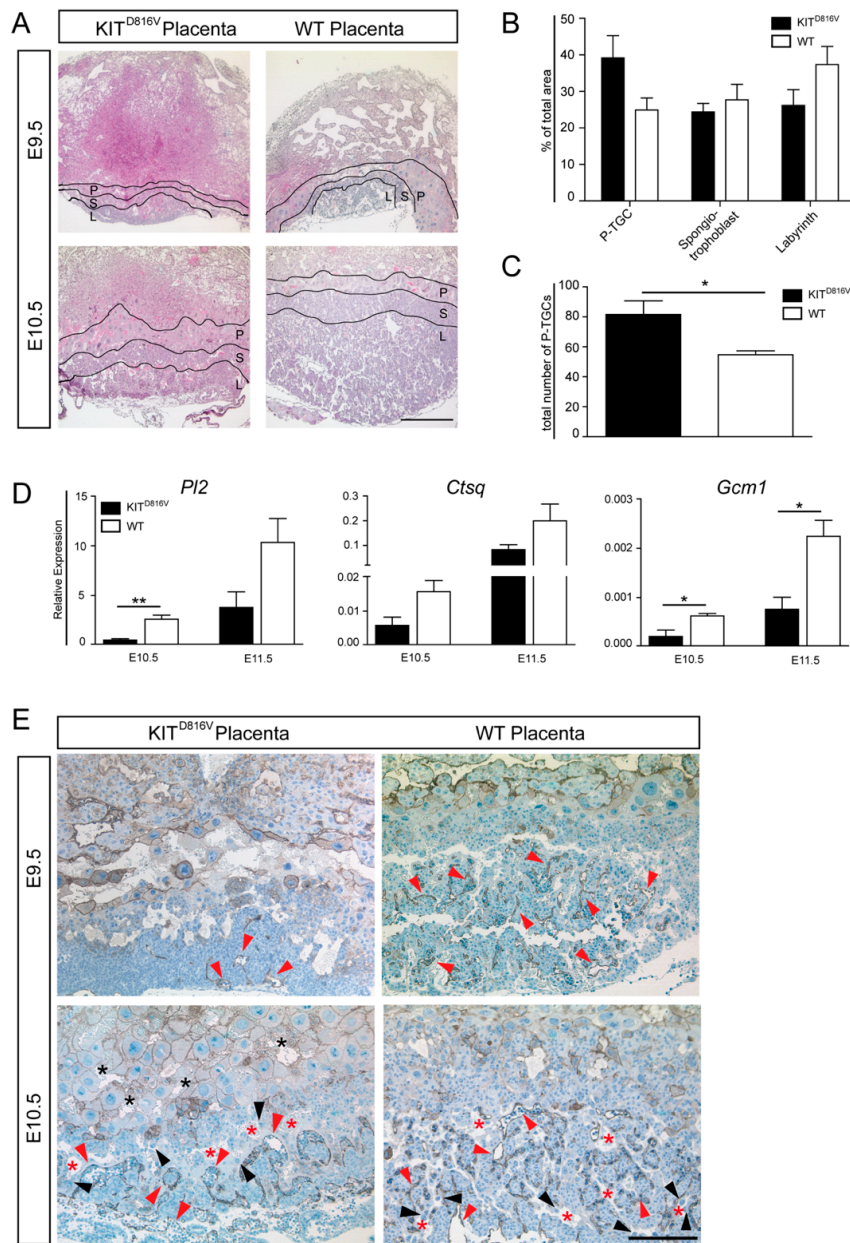 A
KIT^D816V Placenta
WT Placenta
E9.5
P
S
L
L
S
P
E10.5
P
S
L
P
S
L
B
KIT^D816V
WT
% of total area
50
40
30
20
10
0
P-TGC
Spongio-
trophoblast
Labyrinth
C
KIT^D816V
WT
total number of P-TGCs
100
80
60
40
20
0
*
D
Pl2
KIT^D816V
WT
Relative Expression
15
10
5
0
**
E10.5
E11.5
Ctsq
0.3
0.2
0.1
0.02
0.01
0.00
E10.5
E11.5
Gcm1
0.003
0.002
0.001
0.000
*
*
E10.5
E11.5
E
KIT^D816V Placenta
WT Placenta
E9.5
E10.5
* * * *
* * * *
* * * * * *